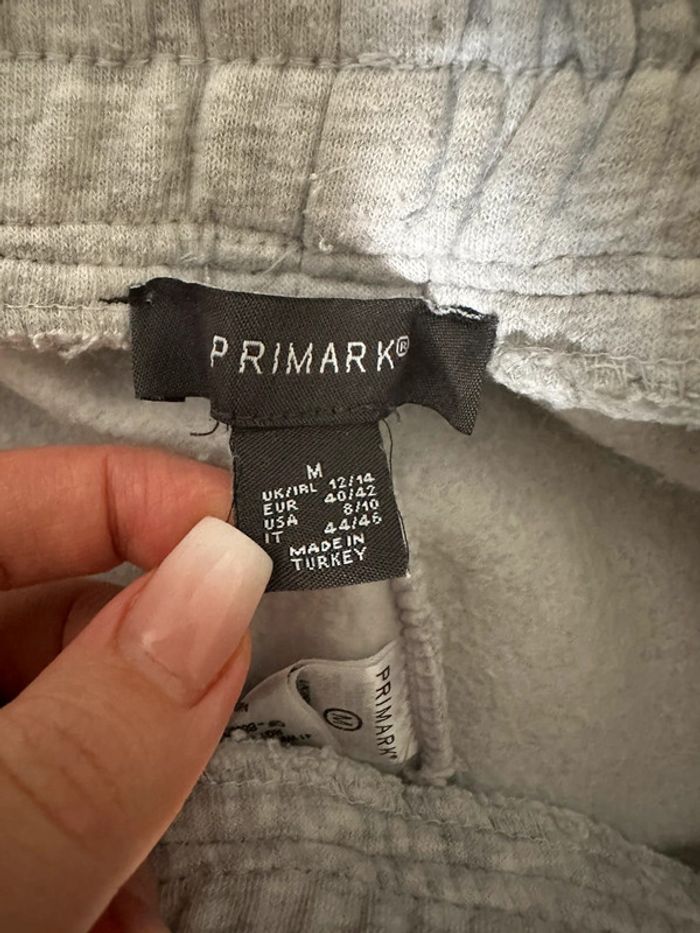 PRIMARK®
M
UK/IRL 12/14
EUR 40/42
USA 8/10
IT 44/46
MADE IN
TURKEY
PRIMARK®
M